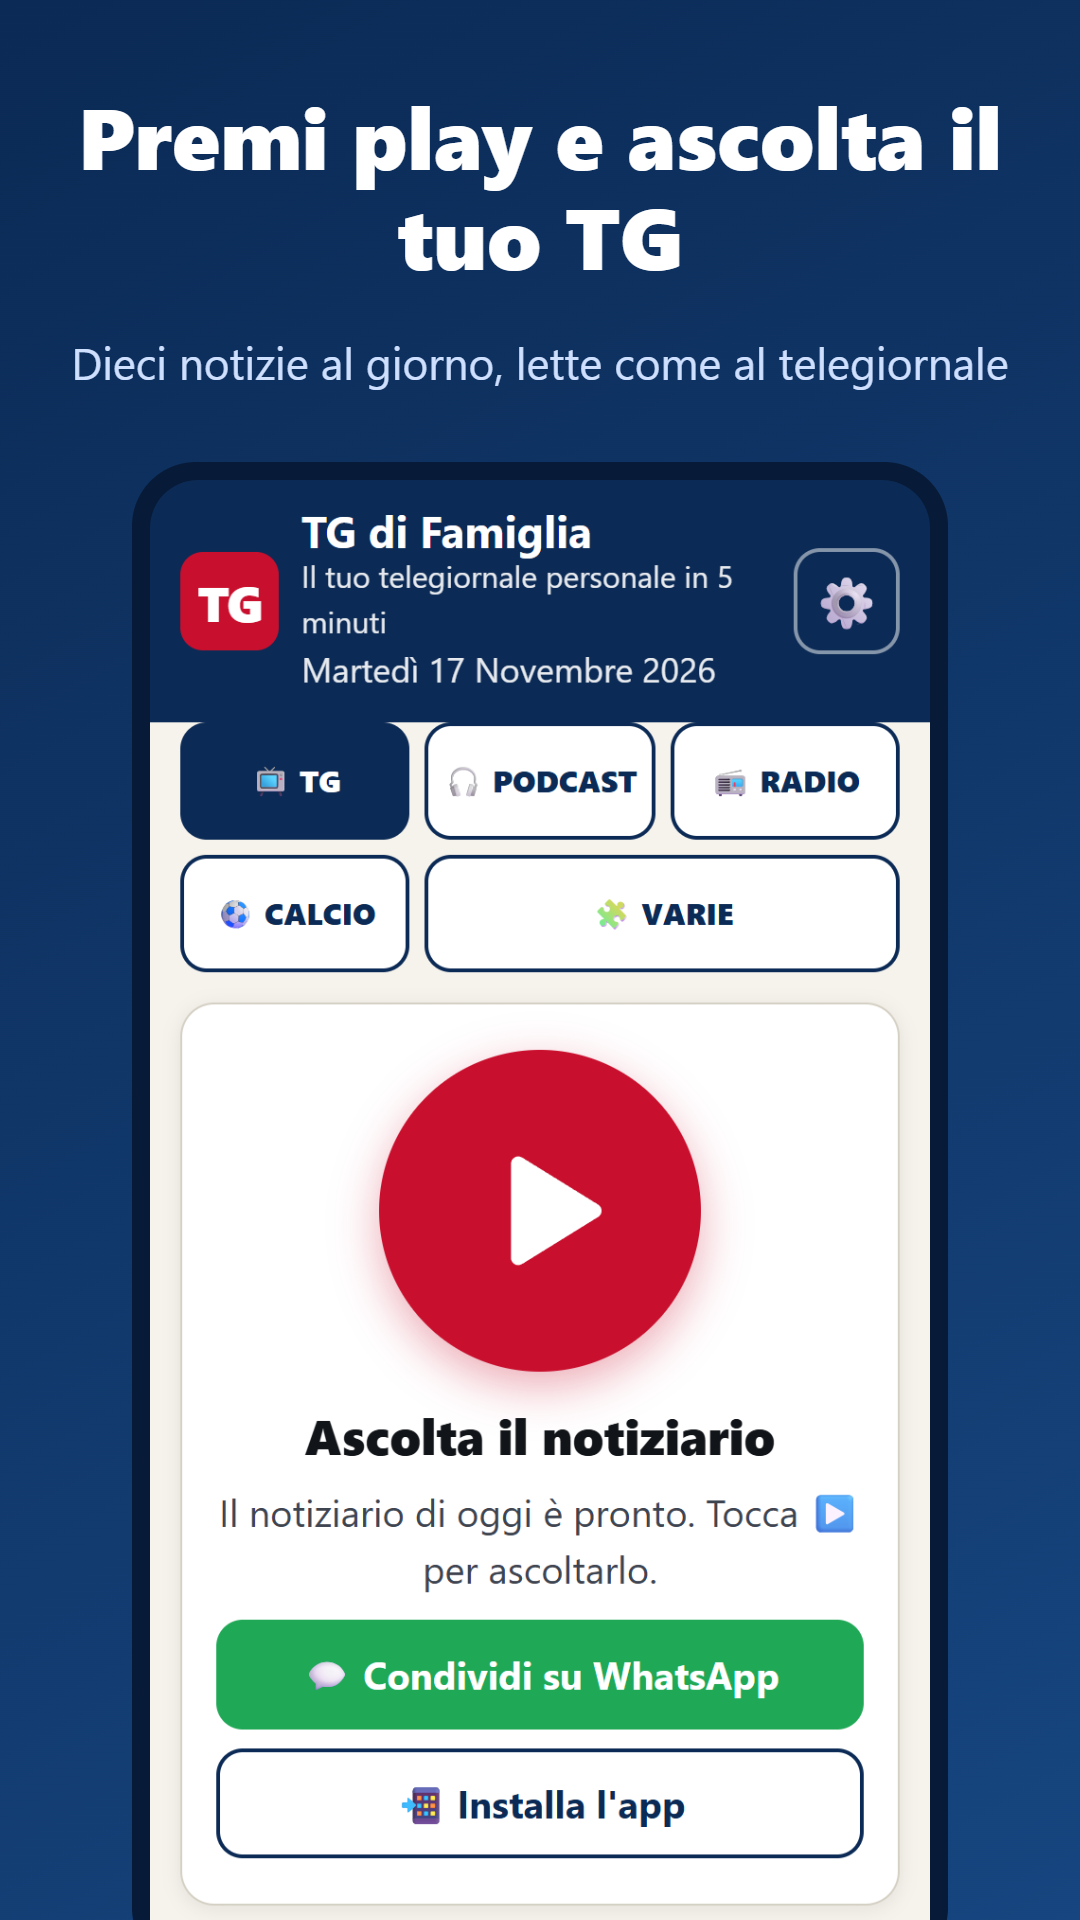 Premi play e ascolta il
tuo TG
Dieci notizie al giorno, lette come al telegiornale
TG
TG di Famiglia
Il tuo telegiornale personale in 5
minuti
Martedì 17 Novembre 2026
TG
PODCAST
RADIO
CALCIO
VARIE
Ascolta il notiziario
Il notiziario di oggi è pronto. Tocca ▶️
per ascoltarlo.
Condividi su WhatsApp
Installa l'app